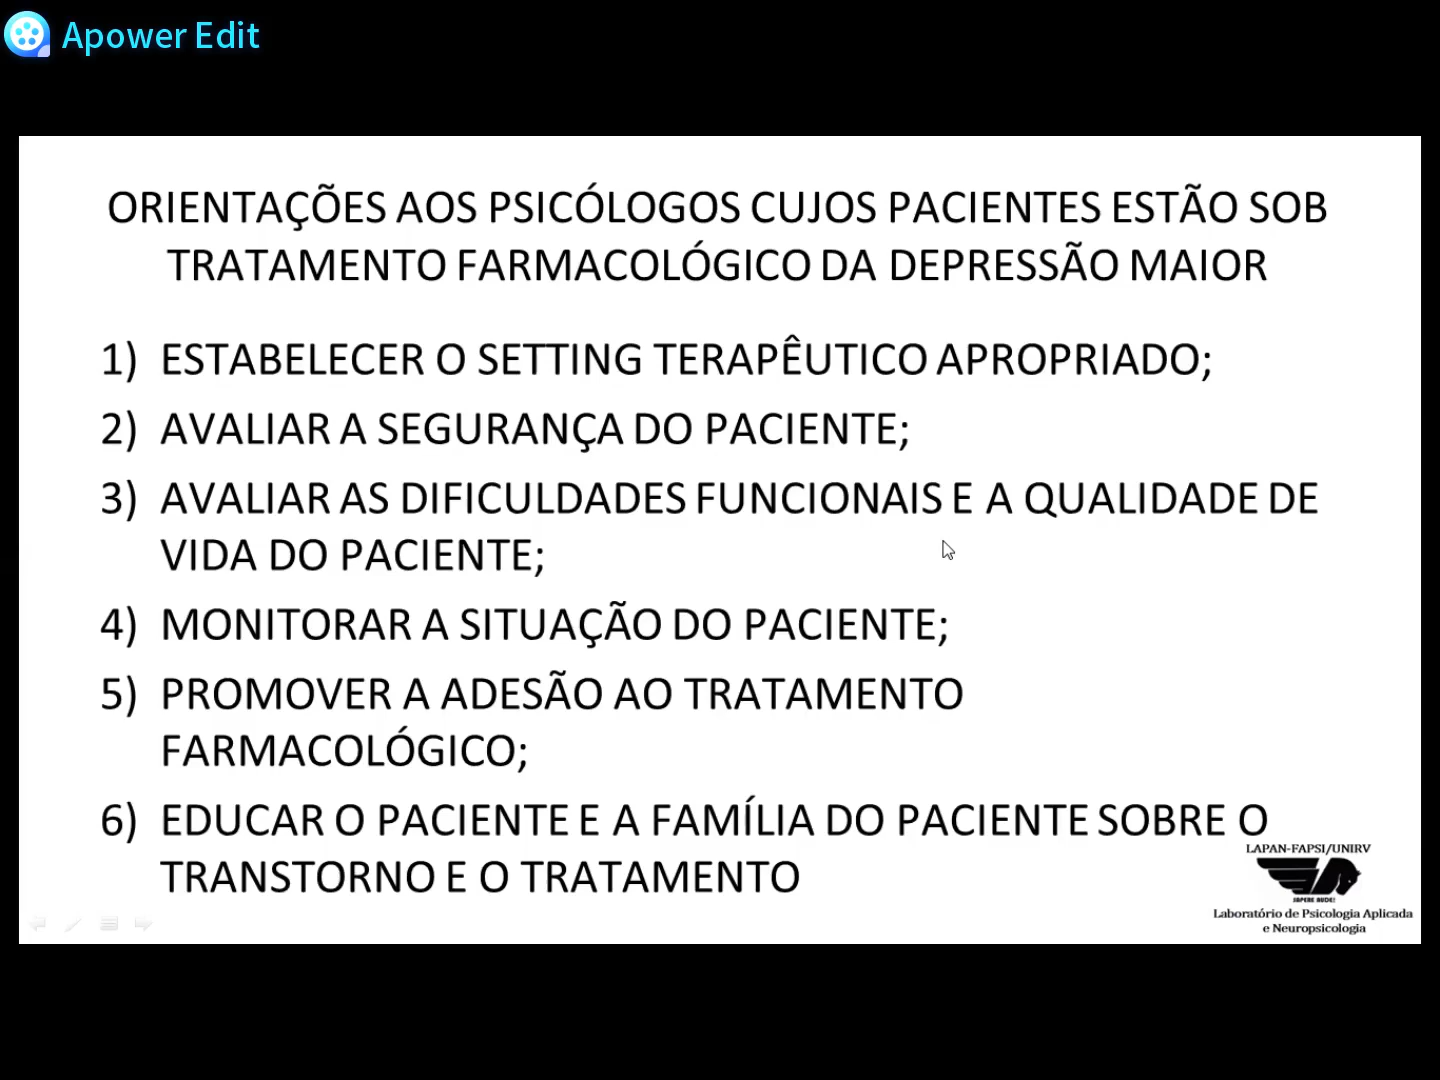 Apower Edit
ORIENTAÇÕES AOS PSICÓLOGOS CUJOS PACIENTES ESTÃO SOB
TRATAMENTO FARMACOLÓGICO DA DEPRESSÃO MAIOR
1) ESTABELECER O SETTING TERAPÊUTICO APROPRIADO;
2) AVALIAR A SEGURANÇA DO PACIENTE;
3) AVALIAR AS DIFICULDADES FUNCIONAIS E A QUALIDADE DE
VIDA DO PACIENTE;
4) MONITORAR A SITUAÇÃO DO PACIENTE;
5) PROMOVER A ADESÃO AO TRATAMENTO
FARMACOLÓGICO;
6) EDUCAR O PACIENTE E A FAMÍLIA DO PACIENTE SOBRE O
TRANSTORNO E O TRATAMENTO
LAPAN-FAPSI/UNIRV
SAPERE AUDE!
Laboratório de Psicologia Aplicada
e Neuropsicologia